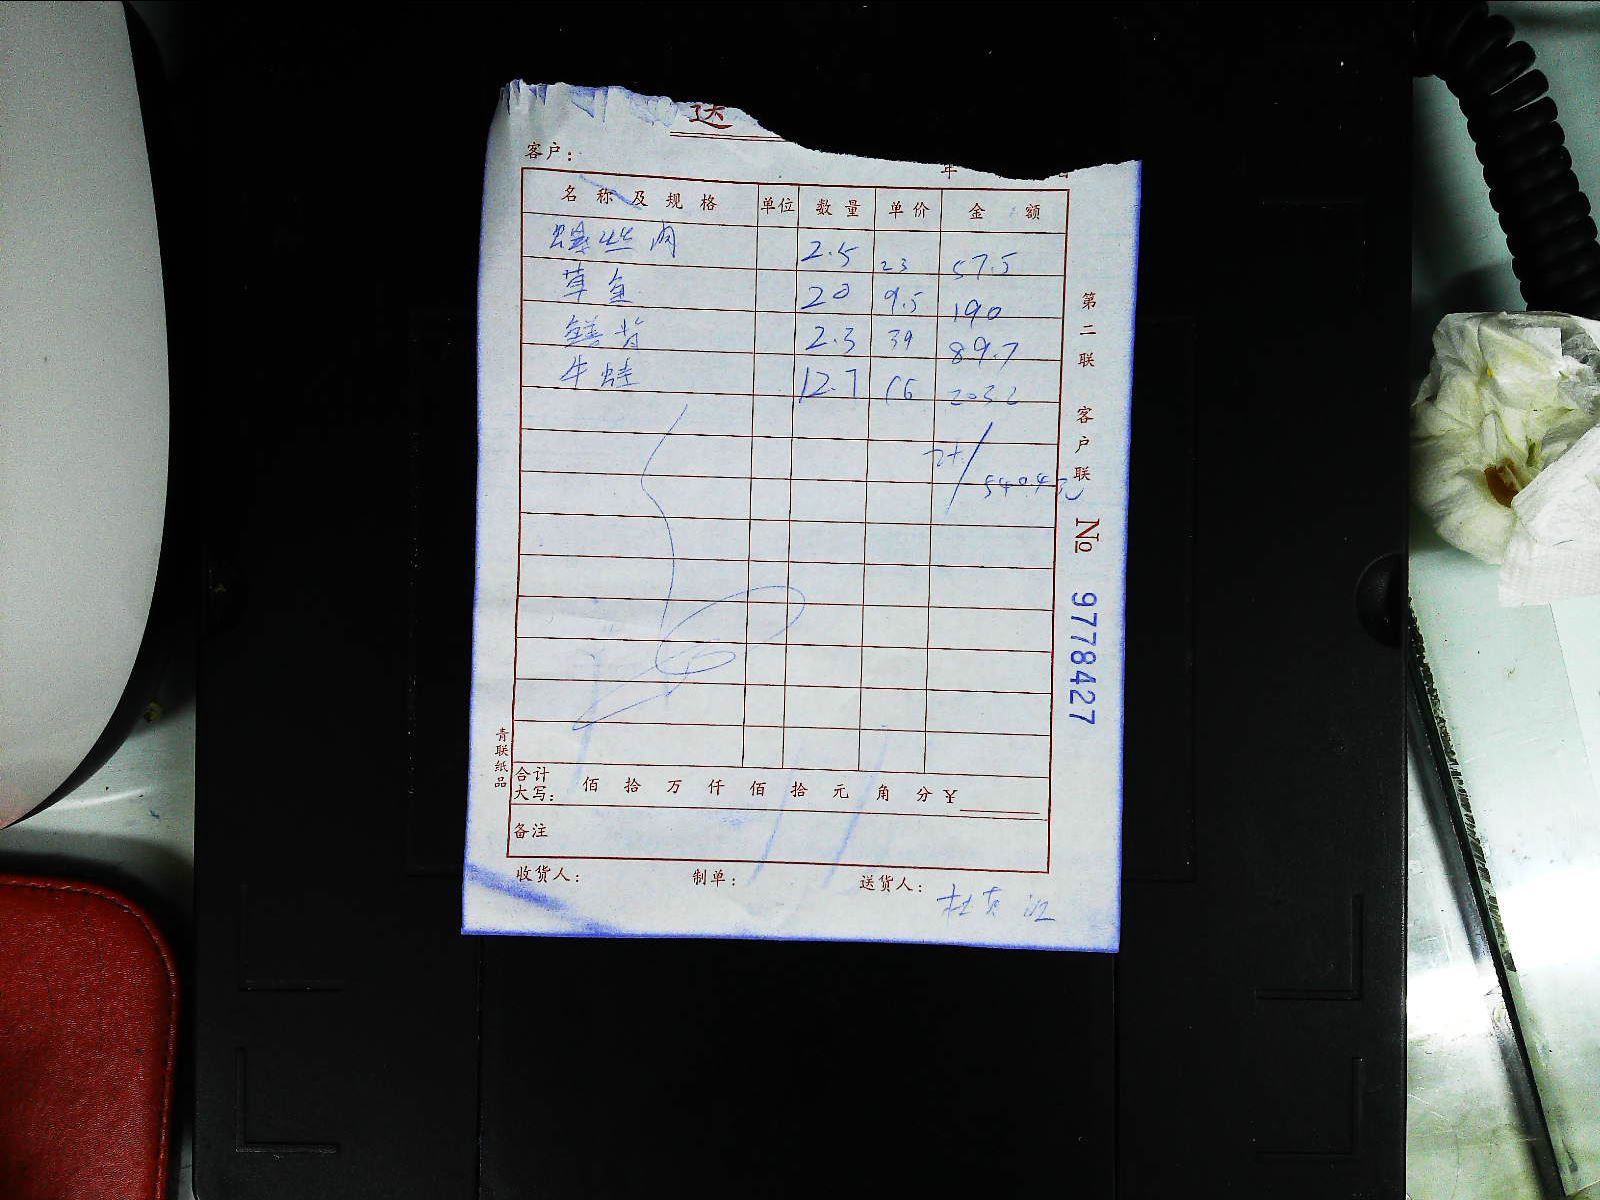 送
客户：
年
名称及规格 单位 数量 单价 金额
螺丝肉 2.5 23 57.5
草鱼 20 9.5 190
鳝背 2.3 39 89.7
牛蛙 12.7 16 203.2
计 540.4元
第二联 客户联
No 9778427
青联纸品
合计
大写： 佰 拾 万 仟 佰 拾 元 角 分 ¥
备注
收货人： 制单： 送货人：